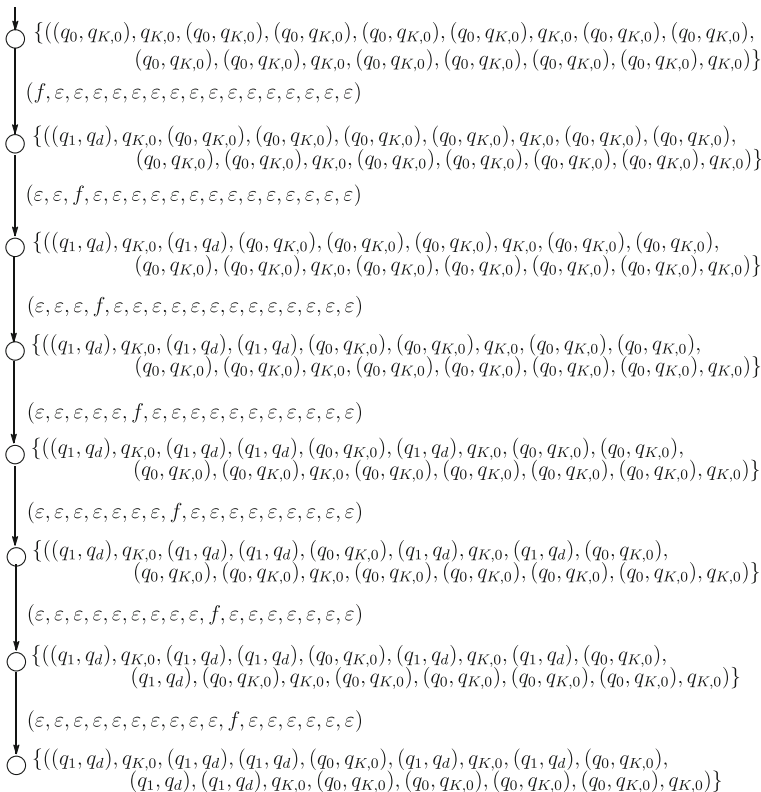 {((q_0, q_{K,0}), q_{K,0}, (q_0, q_{K,0}), (q_0, q_{K,0}), (q_0, q_{K,0}), (q_0, q_{K,0}), q_{K,0}, (q_0, q_{K,0}), (q_0, q_{K,0}),
(q_0, q_{K,0}), (q_0, q_{K,0}), q_{K,0}, (q_0, q_{K,0}), (q_0, q_{K,0}), (q_0, q_{K,0}), (q_0, q_{K,0}), q_{K,0})}
(f, ε, ε, ε, ε, ε, ε, ε, ε, ε, ε, ε, ε, ε, ε, ε, ε)
{((q_1, q_d), q_{K,0}, (q_0, q_{K,0}), (q_0, q_{K,0}), (q_0, q_{K,0}), (q_0, q_{K,0}), q_{K,0}, (q_0, q_{K,0}), (q_0, q_{K,0}),
(q_0, q_{K,0}), (q_0, q_{K,0}), q_{K,0}, (q_0, q_{K,0}), (q_0, q_{K,0}), (q_0, q_{K,0}), (q_0, q_{K,0}), q_{K,0})}
(ε, ε, f, ε, ε, ε, ε, ε, ε, ε, ε, ε, ε, ε, ε, ε, ε)
{((q_1, q_d), q_{K,0}, (q_1, q_d), (q_0, q_{K,0}), (q_0, q_{K,0}), (q_0, q_{K,0}), q_{K,0}, (q_0, q_{K,0}), (q_0, q_{K,0}),
(q_0, q_{K,0}), (q_0, q_{K,0}), q_{K,0}, (q_0, q_{K,0}), (q_0, q_{K,0}), (q_0, q_{K,0}), (q_0, q_{K,0}), q_{K,0})}
(ε, ε, ε, f, ε, ε, ε, ε, ε, ε, ε, ε, ε, ε, ε, ε, ε)
{((q_1, q_d), q_{K,0}, (q_1, q_d), (q_1, q_d), (q_0, q_{K,0}), (q_0, q_{K,0}), q_{K,0}, (q_0, q_{K,0}), (q_0, q_{K,0}),
(q_0, q_{K,0}), (q_0, q_{K,0}), q_{K,0}, (q_0, q_{K,0}), (q_0, q_{K,0}), (q_0, q_{K,0}), (q_0, q_{K,0}), q_{K,0})}
(ε, ε, ε, ε, ε, f, ε, ε, ε, ε, ε, ε, ε, ε, ε, ε, ε)
{((q_1, q_d), q_{K,0}, (q_1, q_d), (q_1, q_d), (q_0, q_{K,0}), (q_1, q_d), q_{K,0}, (q_0, q_{K,0}), (q_0, q_{K,0}),
(q_0, q_{K,0}), (q_0, q_{K,0}), q_{K,0}, (q_0, q_{K,0}), (q_0, q_{K,0}), (q_0, q_{K,0}), (q_0, q_{K,0}), q_{K,0})}
(ε, ε, ε, ε, ε, ε, ε, f, ε, ε, ε, ε, ε, ε, ε, ε, ε)
{((q_1, q_d), q_{K,0}, (q_1, q_d), (q_1, q_d), (q_0, q_{K,0}), (q_1, q_d), q_{K,0}, (q_1, q_d), (q_0, q_{K,0}),
(q_0, q_{K,0}), (q_0, q_{K,0}), q_{K,0}, (q_0, q_{K,0}), (q_0, q_{K,0}), (q_0, q_{K,0}), (q_0, q_{K,0}), q_{K,0})}
(ε, ε, ε, ε, ε, ε, ε, ε, ε, f, ε, ε, ε, ε, ε, ε, ε)
{((q_1, q_d), q_{K,0}, (q_1, q_d), (q_1, q_d), (q_0, q_{K,0}), (q_1, q_d), q_{K,0}, (q_1, q_d), (q_0, q_{K,0}),
(q_1, q_d), (q_0, q_{K,0}), q_{K,0}, (q_0, q_{K,0}), (q_0, q_{K,0}), (q_0, q_{K,0}), (q_0, q_{K,0}), q_{K,0})}
(ε, ε, ε, ε, ε, ε, ε, ε, ε, ε, f, ε, ε, ε, ε, ε, ε)
{((q_1, q_d), q_{K,0}, (q_1, q_d), (q_1, q_d), (q_0, q_{K,0}), (q_1, q_d), q_{K,0}, (q_1, q_d), (q_0, q_{K,0}),
(q_1, q_d), (q_1, q_d), q_{K,0}, (q_0, q_{K,0}), (q_0, q_{K,0}), (q_0, q_{K,0}), (q_0, q_{K,0}), q_{K,0})}